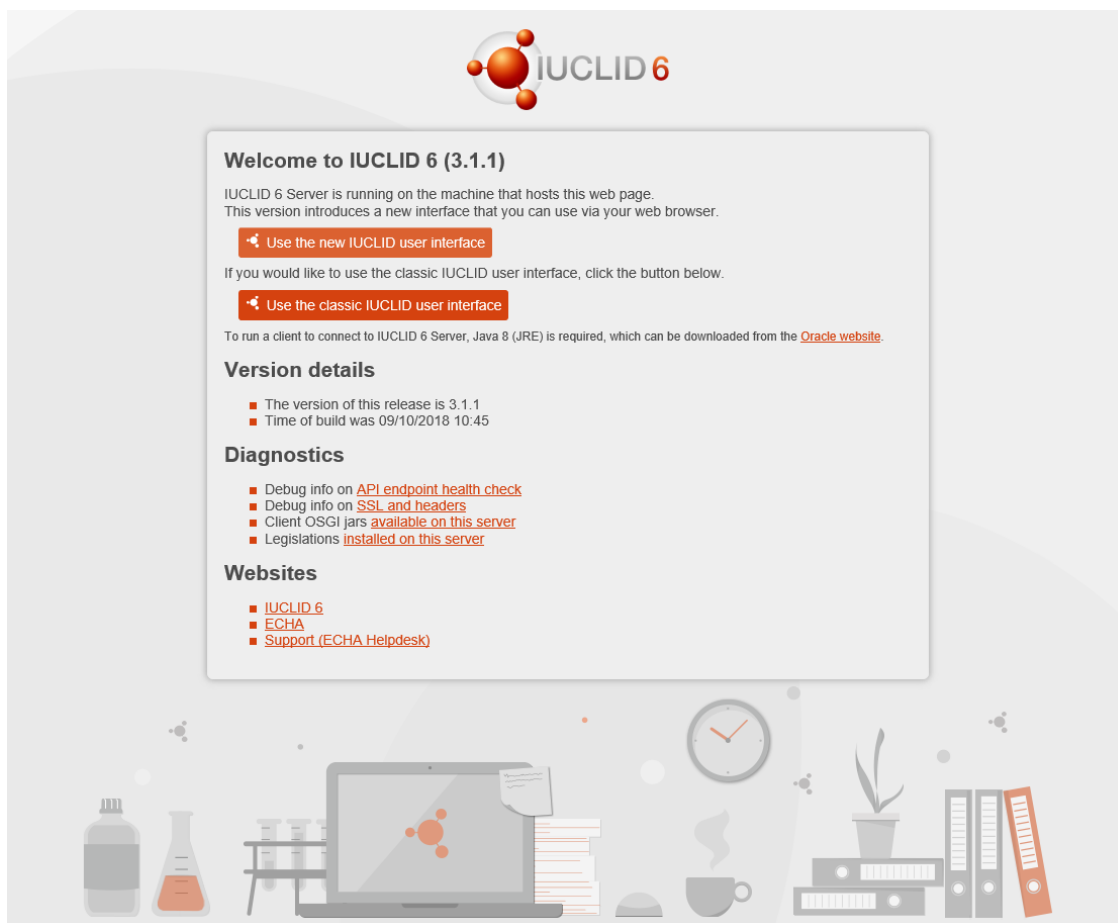 IUCLID 6
Welcome to IUCLID 6 (3.1.1)
IUCLID 6 Server is running on the machine that hosts this web page.
This version introduces a new interface that you can use via your web browser.
Use the new IUCLID user interface
If you would like to use the classic IUCLID user interface, click the button below.
Use the classic IUCLID user interface
To run a client to connect to IUCLID 6 Server, Java 8 (JRE) is required, which can be downloaded from the Oracle website.
Version details
The version of this release is 3.1.1
Time of build was 09/10/2018 10:45
Diagnostics
Debug info on API endpoint health check
Debug info on SSL and headers
Client OSGI jars available on this server
Legislations installed on this server
Websites
IUCLID 6
ECHA
Support (ECHA Helpdesk)